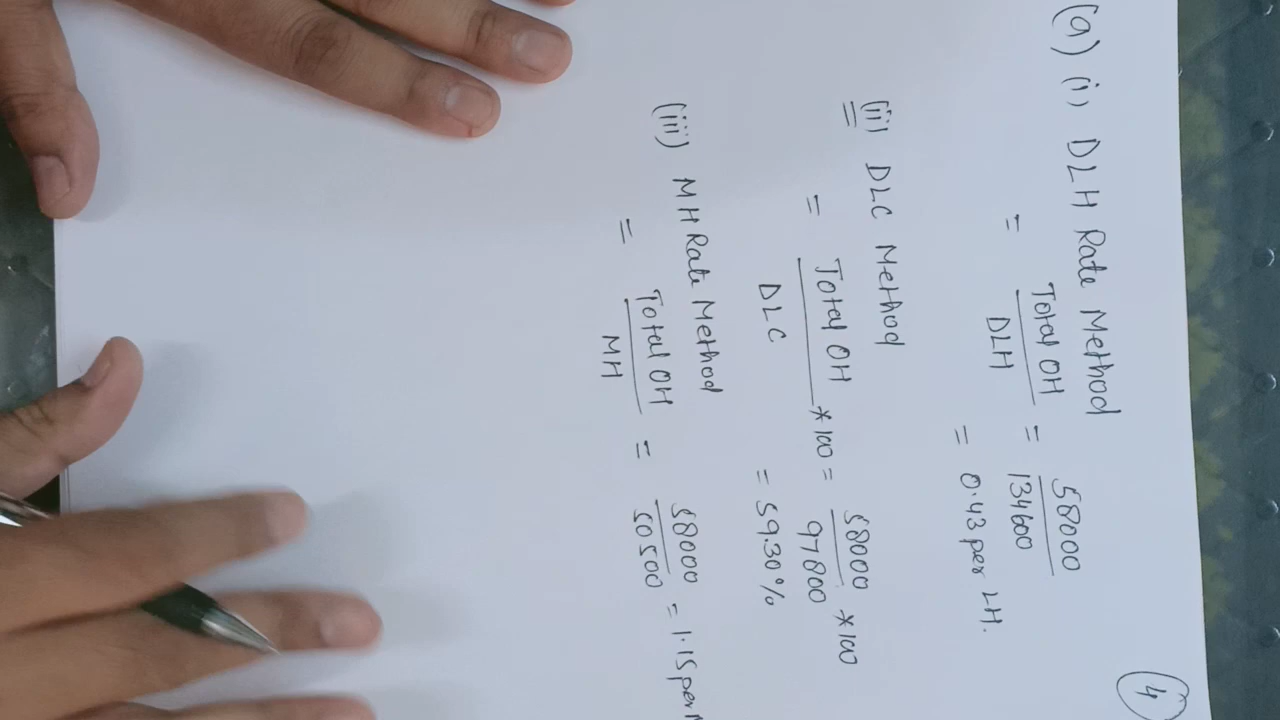 4
(a) (i) DLH Rate Method
= Total OH / DLH = 58000 / 134600
= 0.43 per LH.
(ii) DLC Method
= Total OH / DLC * 100 = 58000 / 97800 * 100
= 59.30%
(iii) MH Rate Method
= Total OH / MH = 58000 / 50500 = 1.15 per M